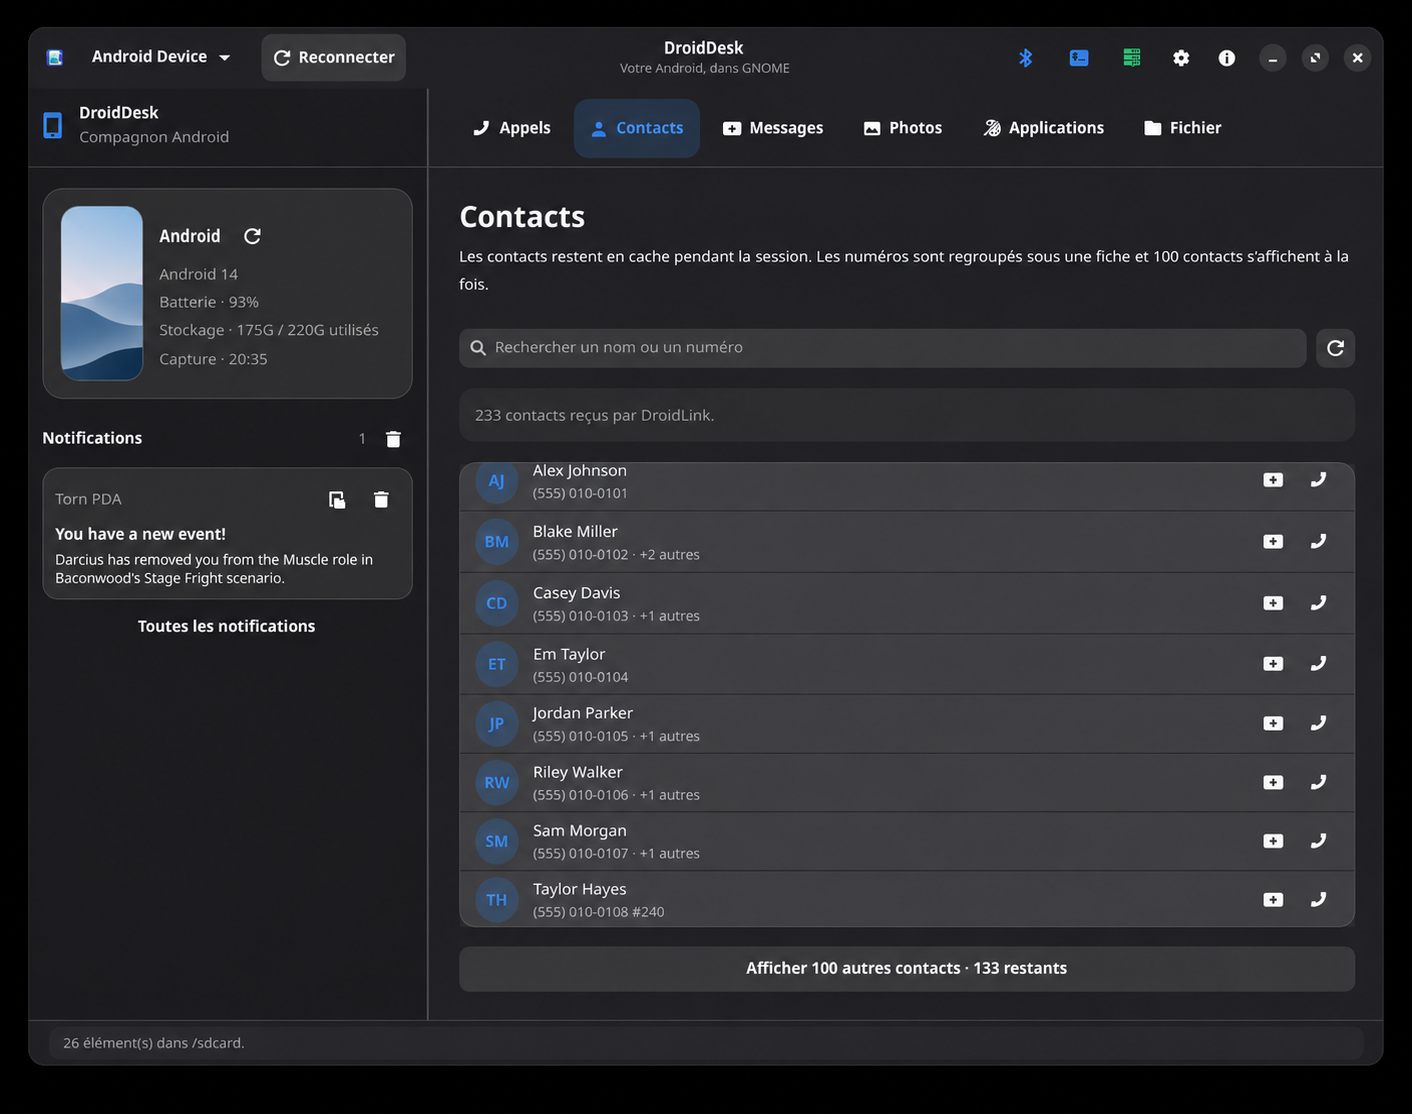 Android Device
Reconnecter
DroidDesk
Votre Android, dans GNOME
DroidDesk
Compagnon Android
Appels
Contacts
Messages
Photos
Applications
Fichier
Android
Android 14
Batterie · 93%
Stockage · 175G / 220G utilisés
Capture · 20:35
Notifications
1
Torn PDA
You have a new event!
Darcius has removed you from the Muscle role in
Baconwood's Stage Fright scenario.
Toutes les notifications
Contacts
Les contacts restent en cache pendant la session. Les numéros sont regroupés sous une fiche et 100 contacts s'affichent à la
fois.
Rechercher un nom ou un numéro
233 contacts reçus par DroidLink.
AJ
Alex Johnson
(555) 010-0101
BM
Blake Miller
(555) 010-0102 · +2 autres
CD
Casey Davis
(555) 010-0103 · +1 autres
ET
Em Taylor
(555) 010-0104
JP
Jordan Parker
(555) 010-0105 · +1 autres
RW
Riley Walker
(555) 010-0106 · +1 autres
SM
Sam Morgan
(555) 010-0107 · +1 autres
TH
Taylor Hayes
(555) 010-0108 #240
Afficher 100 autres contacts · 133 restants
26 élément(s) dans /sdcard.